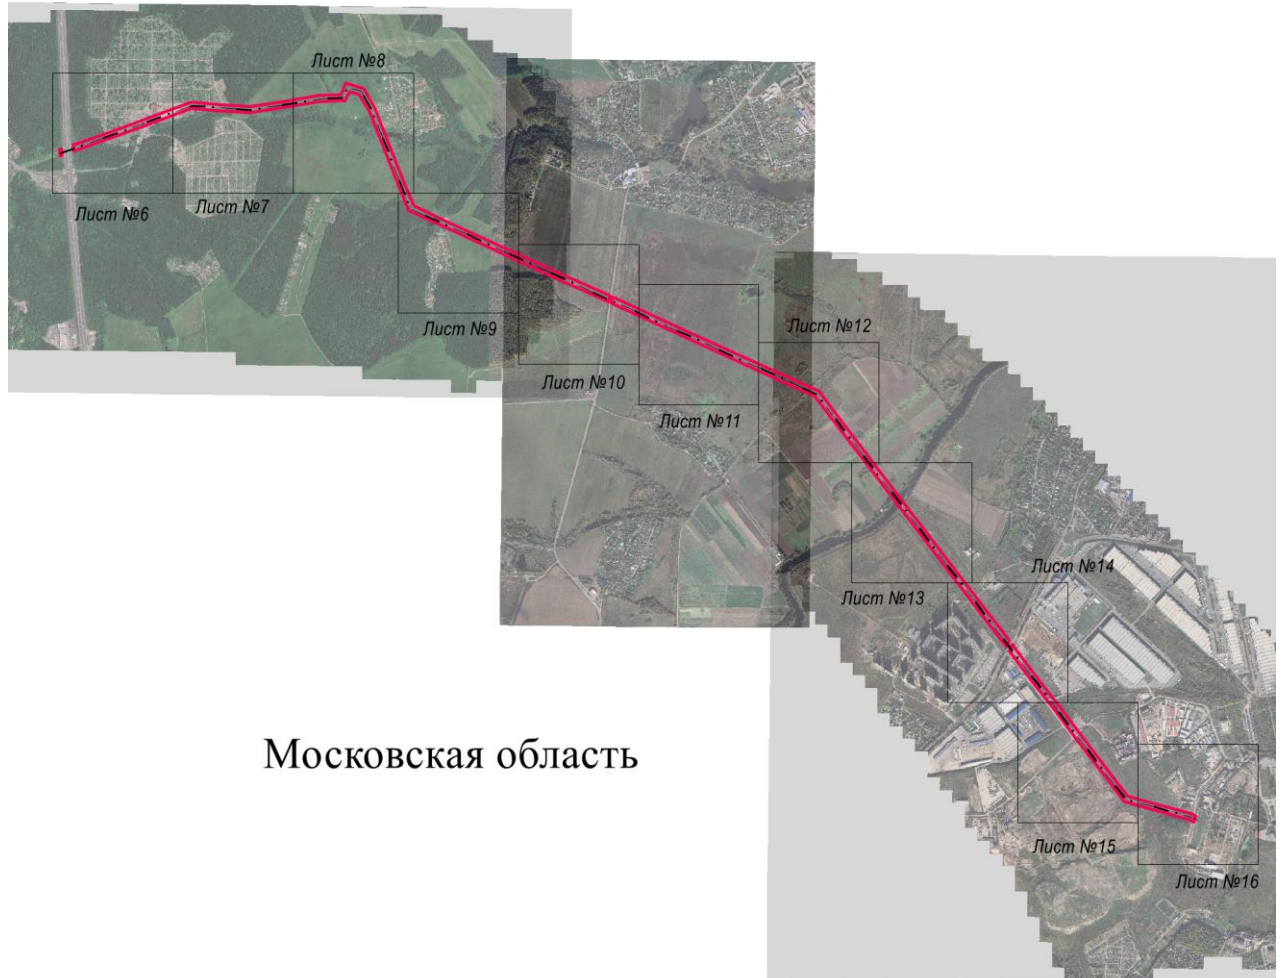 Лист №8
Лист №6
Лист №7
Лист №9
Лист №12
Лист №10
Лист №11
Лист №14
Лист №13
Московская область
Лист №15
Лист №16